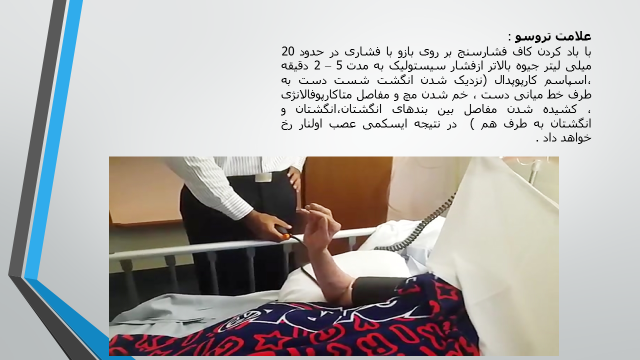 علامت تروسو :
با باد کردن کاف فشارسنج بر روی بازو با فشاری در حدود 20
میلی لیتر جیوه بالاتر ازفشار سیستولیک به مدت 5 – 2 دقیقه
،اسپاسم کارپوپدال (نزدیک شدن انگشت شست دست به
طرف خط میانی دست ، خم شدن مچ و مفاصل متاکارپوفالانژی
، کشیده شدن مفاصل بین بندهای انگشتان،انگشتان و
انگشتان به طرف هم ) در نتیجه ایسکمی عصب اولنار رخ
خواهد داد .